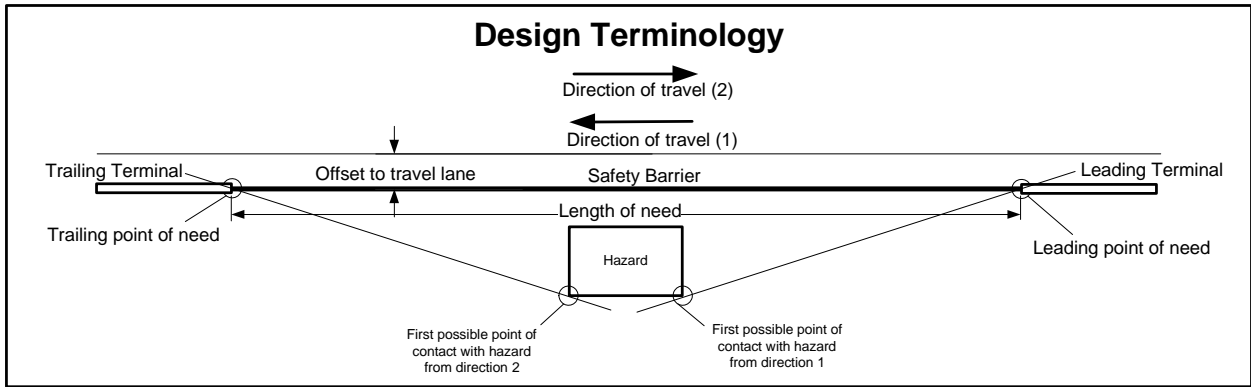 Design Terminology
Direction of travel (2)
Direction of travel (1)
Trailing Terminal
Offset to travel lane
Safety Barrier
Leading Terminal
Length of need
Trailing point of need
Leading point of need
Hazard
First possible point of
contact with hazard
from direction 2
First possible point of
contact with hazard
from direction 1